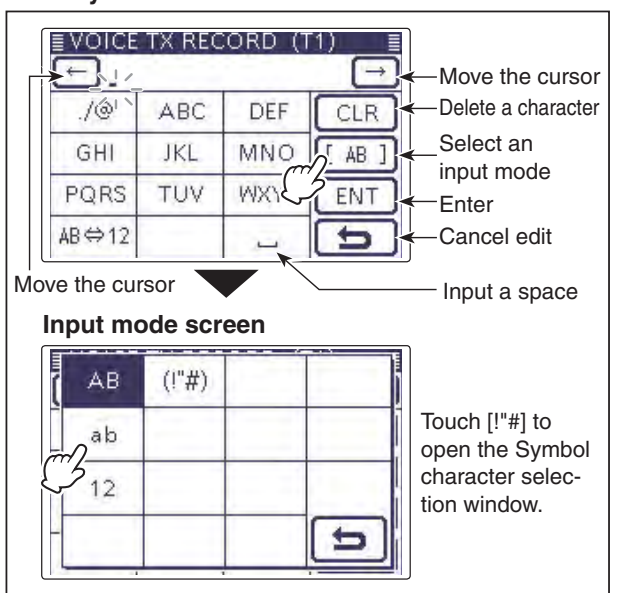 VOICE TX RECORD (T1)
← →
Move the cursor
./@ ABC DEF CLR
Delete a character
GHI JKL MNO [ AB ]
Select an
input mode
PQRS TUV ENT
Enter
AB⇔12 ⎵
Cancel edit
Move the cursor
Input a space
Input mode screen
AB (!"#)
ab
12
Touch [!"#] to
open the Symbol
character selec-
tion window.